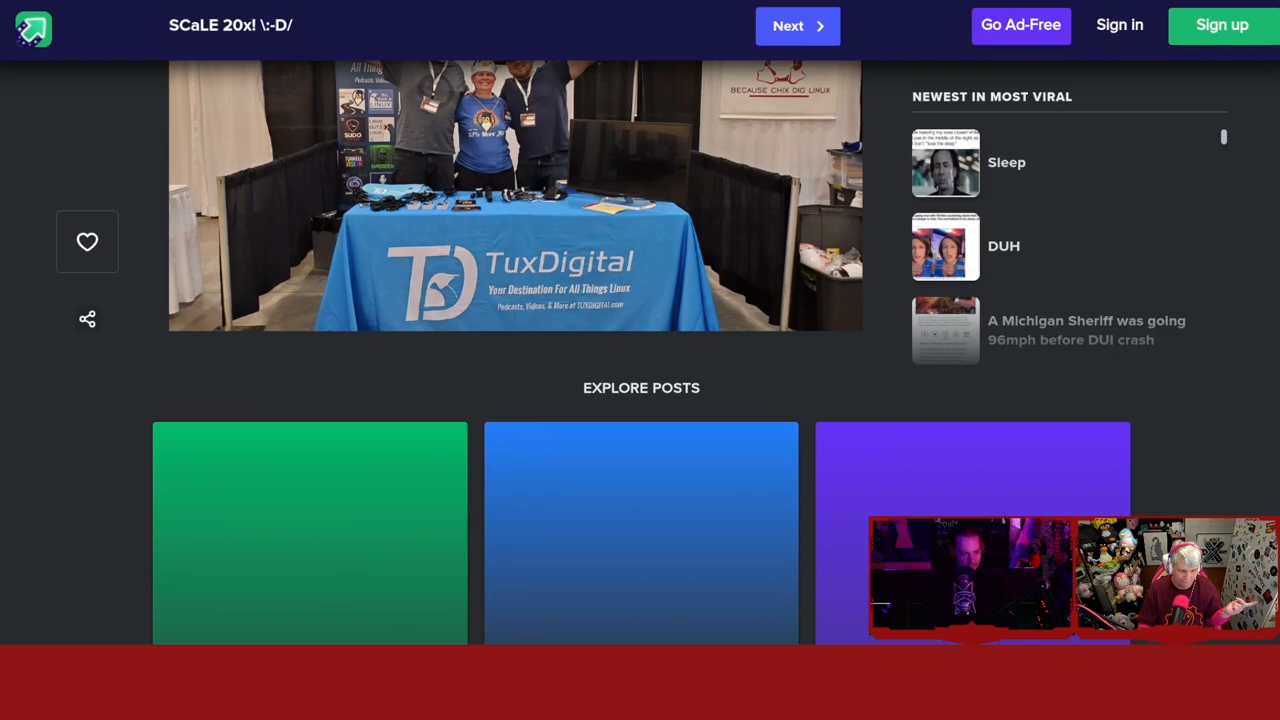 SCaLE 20x! \:-D/
Next
Go Ad-Free
Sign in
Sign up
BECAUSE CHIX DIG LINUX
SUDO
TD TuxDigital
Your Destination For All Things Linux
Podcasts, Videos, & More at TUXDIGITAL.com
NEWEST IN MOST VIRAL
Sleep
DUH
A Michigan Sheriff was going
96mph before DUI crash
EXPLORE POSTS